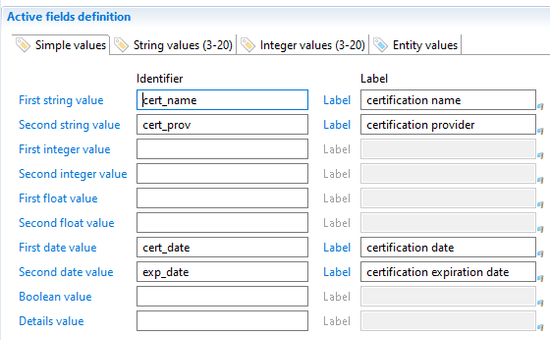 Active fields definition
Simple values String values (3-20) Integer values (3-20) Entity values
Identifier Label
First string value cert_name Label certification name
Second string value cert_prov Label certification provider
First integer value Label
Second integer value Label
First float value Label
Second float value Label
First date value cert_date Label certification date
Second date value exp_date Label certification expiration date
Boolean value Label
Details value Label